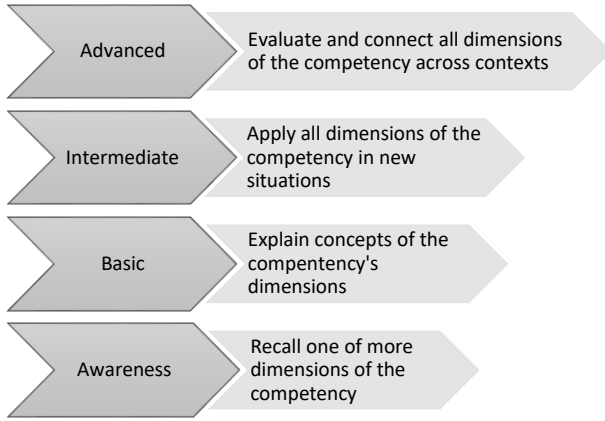 Advanced
Evaluate and connect all dimensions
of the competency across contexts
Intermediate
Apply all dimensions of the
competency in new
situations
Basic
Explain concepts of the
compentency's
dimensions
Awareness
Recall one of more
dimensions of the
competency